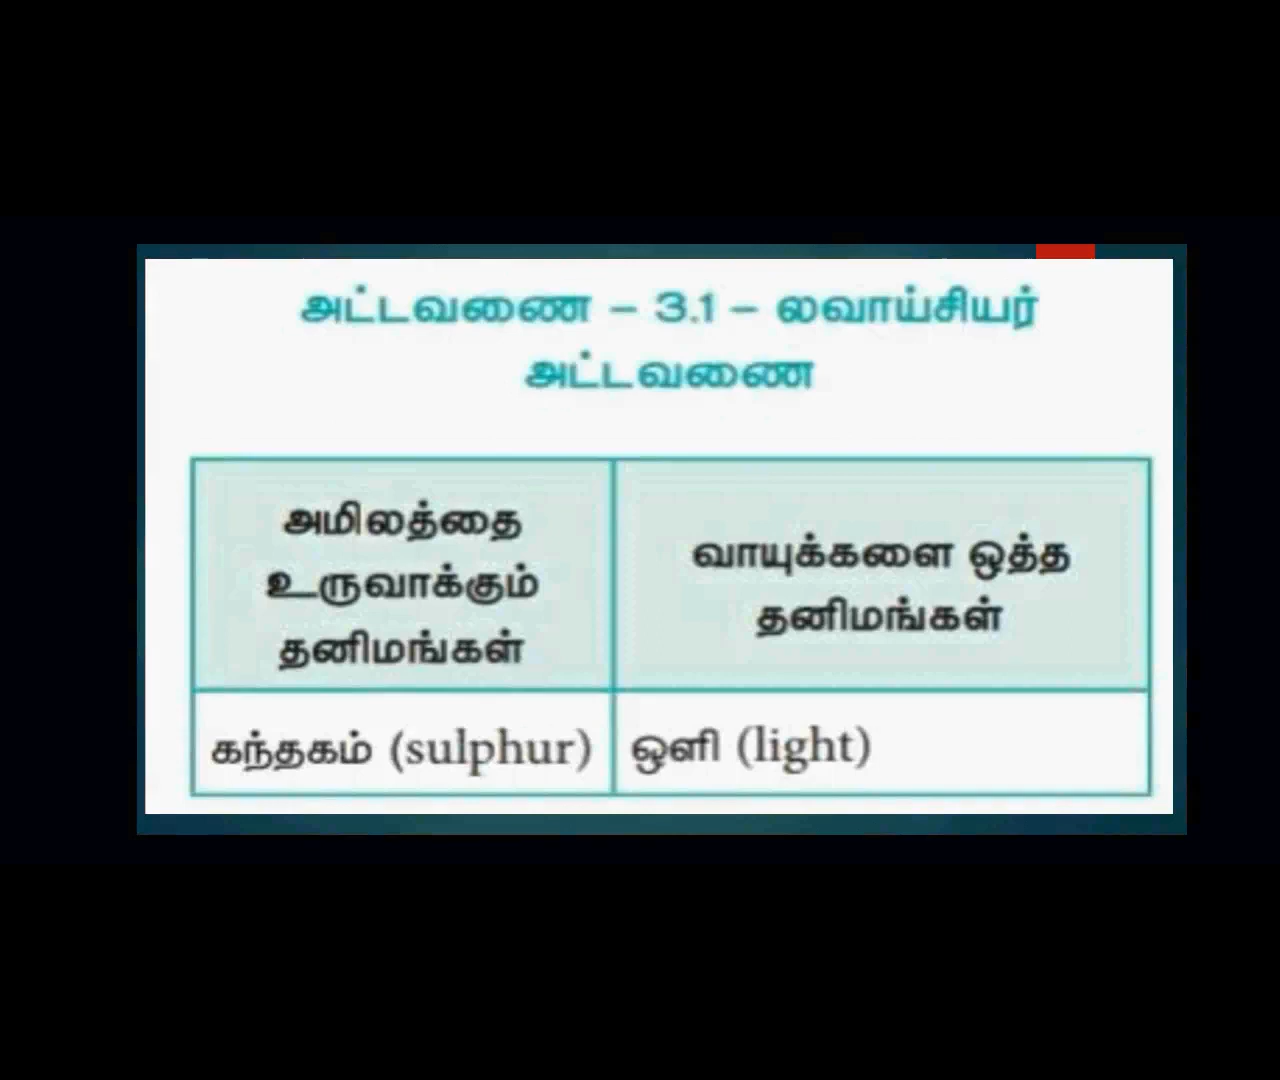 அட்டவணை – 3.1 – லவாய்சியர்
அட்டவணை
அமிலத்தை
உருவாக்கும்
தனிமங்கள்
வாயுக்களை ஒத்த
தனிமங்கள்
கந்தகம் (sulphur)
ஒளி (light)